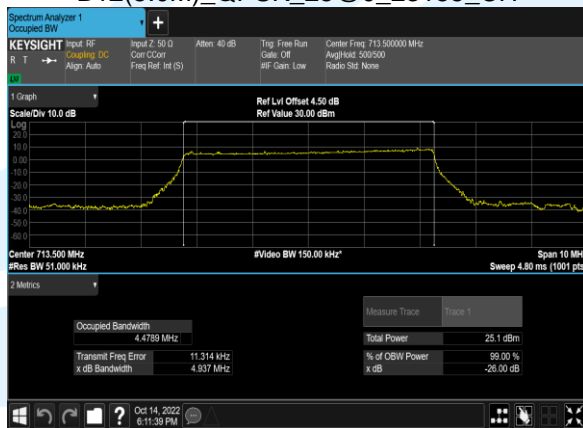 Spectrum Analyzer 1
Occupied BW
+
KEYSIGHT
R T
Input: RF
Coupling: DC
Align: Auto
Input Z: 50 Ω
Corr CCorr
Freq Ref: Int (S)
Atten: 40 dB
Trig: Free Run
Gate: Off
#IF Gain: Low
Center Freq: 713.500000 MHz
Avg|Hold: 500/500
Radio Std: None
1 Graph
Scale/Div 10.0 dB
Ref Lvl Offset 4.50 dB
Ref Value 30.00 dBm
Log
20.0
10.0
0.00
-10.0
-20.0
-30.0
-40.0
-50.0
-60.0
Center 713.500 MHz
#Res BW 51.000 kHz
#Video BW 150.00 kHz*
Span 10 MH
Sweep 4.80 ms (1001 pts
2 Metrics
Measure Trace Trace 1
Occupied Bandwidth
4.4789 MHz
Total Power 25.1 dBm
Transmit Freq Error 11.314 kHz
% of OBW Power 99.00 %
x dB Bandwidth 4.937 MHz
x dB -26.00 dB
?
Oct 14, 2022
6:11:39 PM